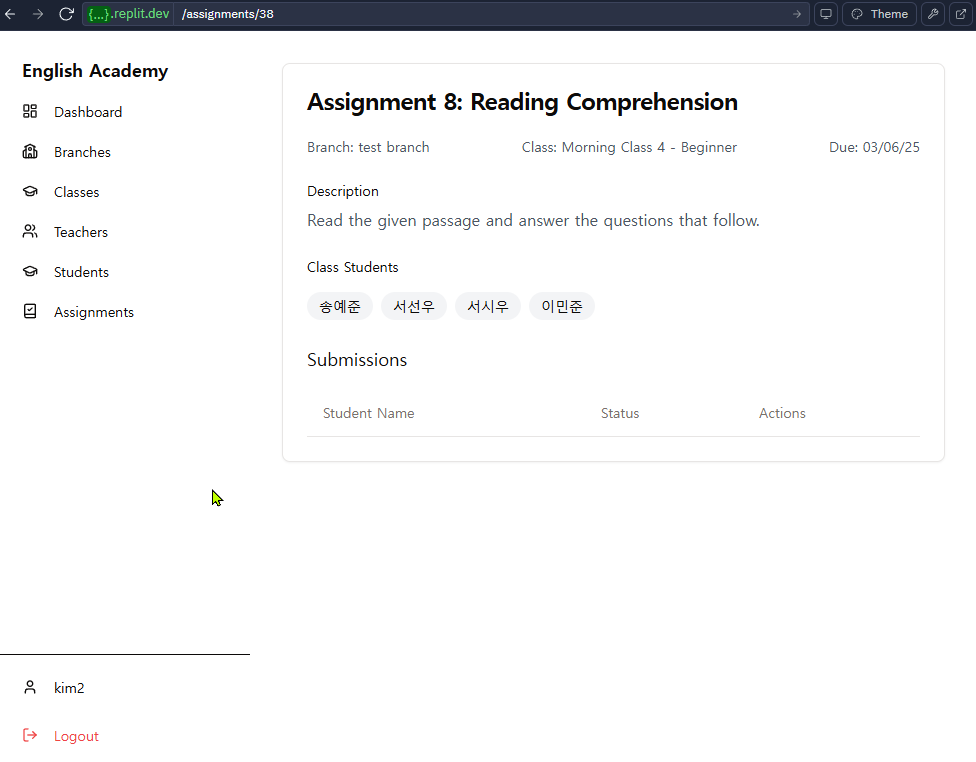 {...}.replit.dev /assignments/38 Theme
English Academy
Dashboard
Branches
Classes
Teachers
Students
Assignments
Assignment 8: Reading Comprehension
Branch: test branch Class: Morning Class 4 - Beginner Due: 03/06/25
Description
Read the given passage and answer the questions that follow.
Class Students
송예준 서선우 서시우 이민준
Submissions
Student Name Status Actions
kim2
Logout